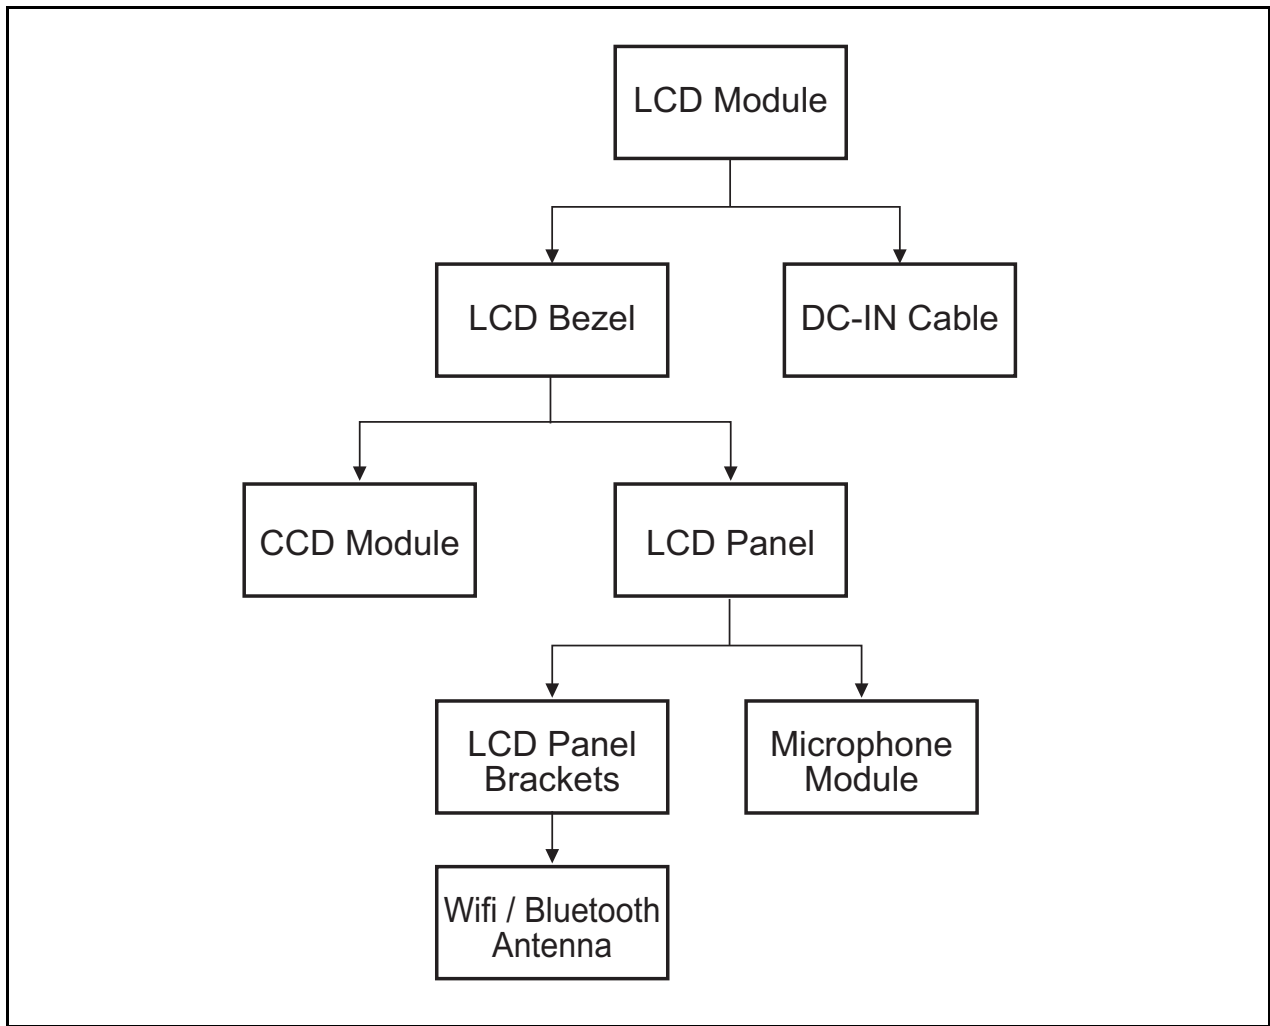 LCD Module
LCD Bezel
DC-IN Cable
CCD Module
LCD Panel
LCD Panel
Brackets
Microphone
Module
Wifi / Bluetooth
Antenna